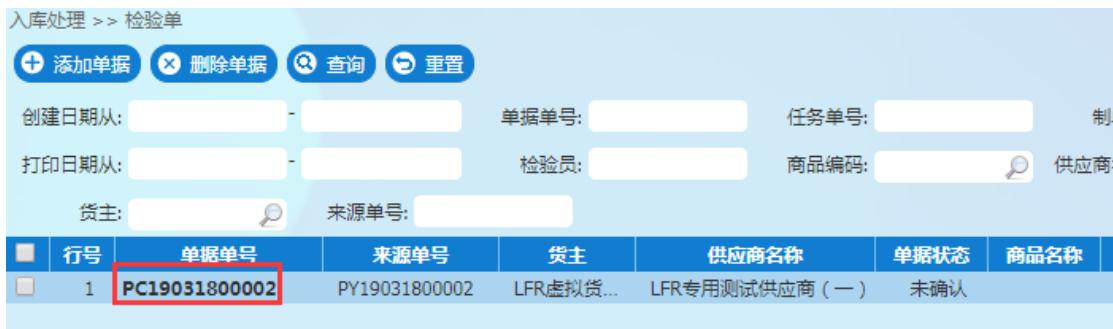 入库处理 >> 检验单
添加单据 删除单据 查询 重置
创建日期从: - 单据单号: 任务单号:
打印日期从: - 检验员: 商品编码: 供应商
货主: 来源单号:
行号 单据单号 来源单号 货主 供应商名称 单据状态 商品名称
1 PC19031800002 PY19031800002 LFR虚拟货... LFR专用测试供应商（一） 未确认